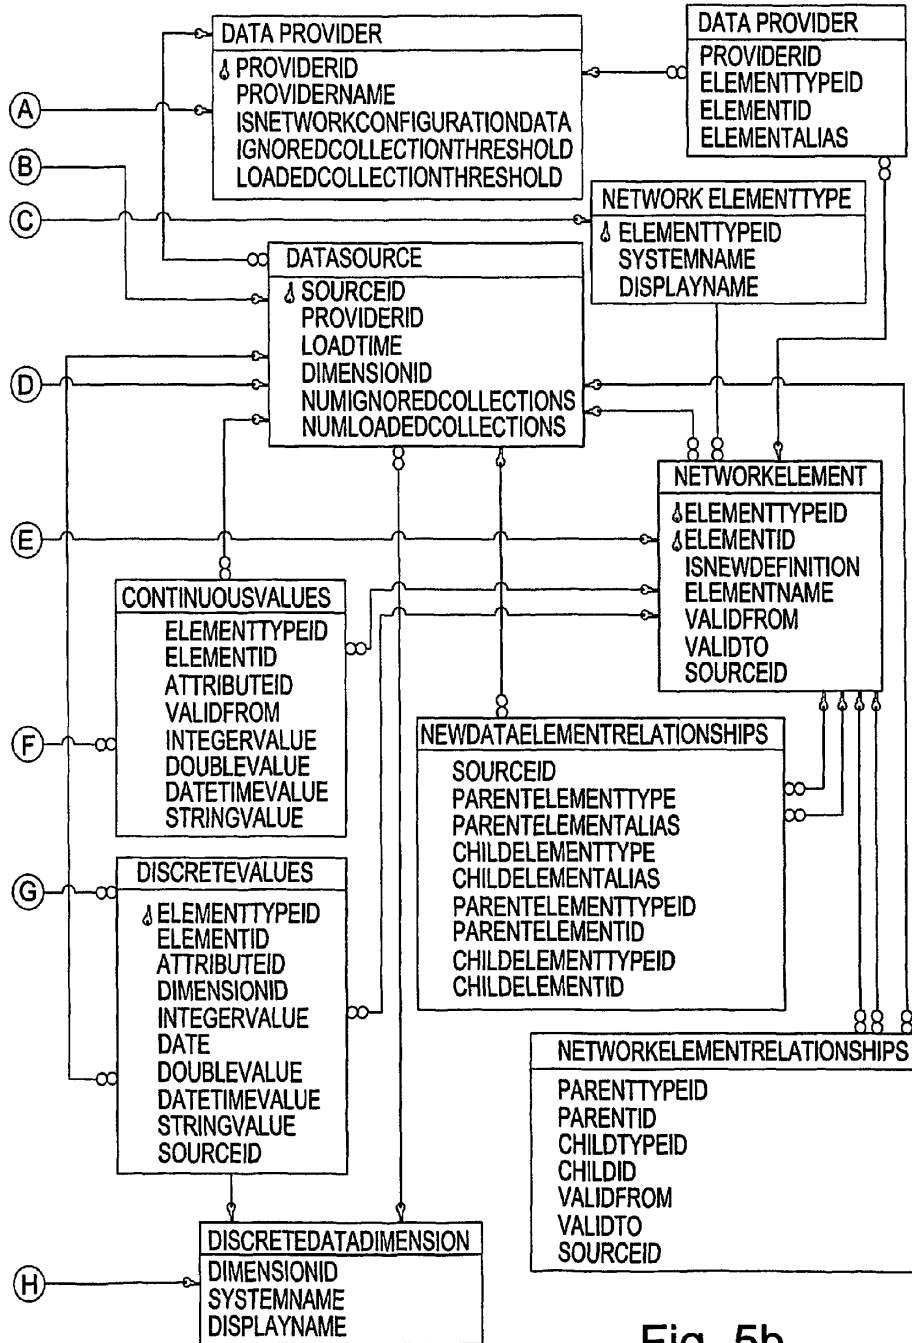 DATA PROVIDER
PROVIDERID
PROVIDERNAME
ISNETWORKCONFIGURATIONDATA
IGNOREDCOLLECTIONTHRESHOLD
LOADEDCOLLECTIONTHRESHOLD
DATA PROVIDER
PROVIDERID
ELEMENTTYPEID
ELEMENTID
ELEMENTALIAS
A
B
C
NETWORK ELEMENTTYPE
ELEMENTTYPEID
SYSTEMNAME
DISPLAYNAME
DATASOURCE
SOURCEID
PROVIDERID
LOADTIME
DIMENSIONID
NUMIGNOREDCOLLECTIONS
NUMLOADEDCOLLECTIONS
D
NETWORKELEMENT
ELEMENTTYPEID
ELEMENTID
ISNEWDEFINITION
ELEMENTNAME
VALIDFROM
VALIDTO
SOURCEID
E
CONTINUOUSVALUES
ELEMENTTYPEID
ELEMENTID
ATTRIBUTEID
VALIDFROM
INTEGERVALUE
DOUBLEVALUE
DATETIMEVALUE
STRINGVALUE
F
NEWDATAELEMENTRELATIONSHIPS
SOURCEID
PARENTELEMENTTYPE
PARENTELEMENTALIAS
CHILDELEMENTTYPE
CHILDELEMENTALIAS
PARENTELEMENTTYPEID
PARENTELEMENTID
CHILDELEMENTTYPEID
CHILDELEMENTID
G
DISCRETEVALUES
ELEMENTTYPEID
ELEMENTID
ATTRIBUTEID
DIMENSIONID
INTEGERVALUE
DATE
DOUBLEVALUE
DATETIMEVALUE
STRINGVALUE
SOURCEID
NETWORKELEMENTRELATIONSHIPS
PARENTTYPEID
PARENTID
CHILDTYPEID
CHILDID
VALIDFROM
VALIDTO
SOURCEID
H
DISCRETEDATADIMENSION
DIMENSIONID
SYSTEMNAME
DISPLAYNAME
Fig. 5b